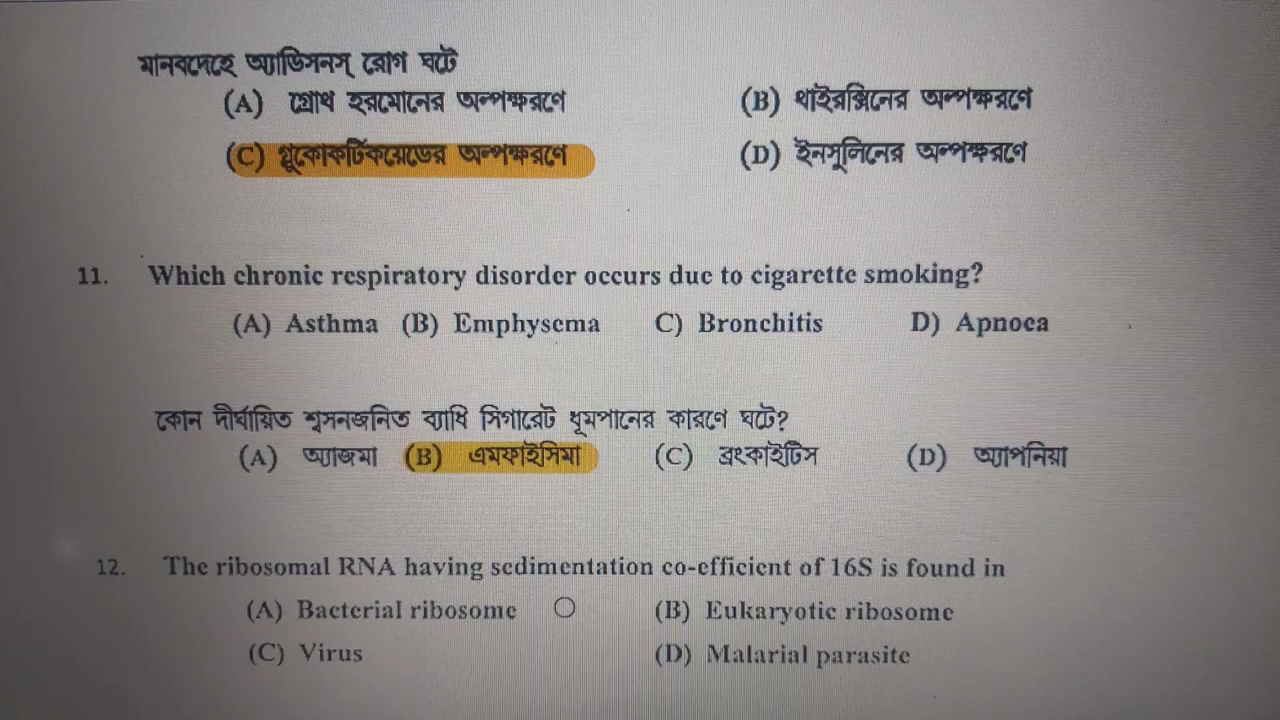 মানবদেহে অ্যাডিসনস্ রোগ ঘটে
(A) গ্রোথ হরমোনের অল্পক্ষরণে (B) থাইরক্সিনের অল্পক্ষরণে
(C) গ্লুকোকর্টিকয়েডের অল্পক্ষরণে (D) ইনসুলিনের অল্পক্ষরণে
11. Which chronic respiratory disorder occurs due to cigarette smoking?
(A) Asthma (B) Emphysema C) Bronchitis D) Apnoea
কোন দীর্ঘায়িত শ্বসনজনিত ব্যাধি সিগারেট ধূমপানের কারণে ঘটে?
(A) অ্যাজমা (B) এমফাইসিমা (C) ব্রংকাইটিস (D) অ্যাপনিয়া
12. The ribosomal RNA having sedimentation co-efficient of 16S is found in
(A) Bacterial ribosome (B) Eukaryotic ribosome
(C) Virus (D) Malarial parasite